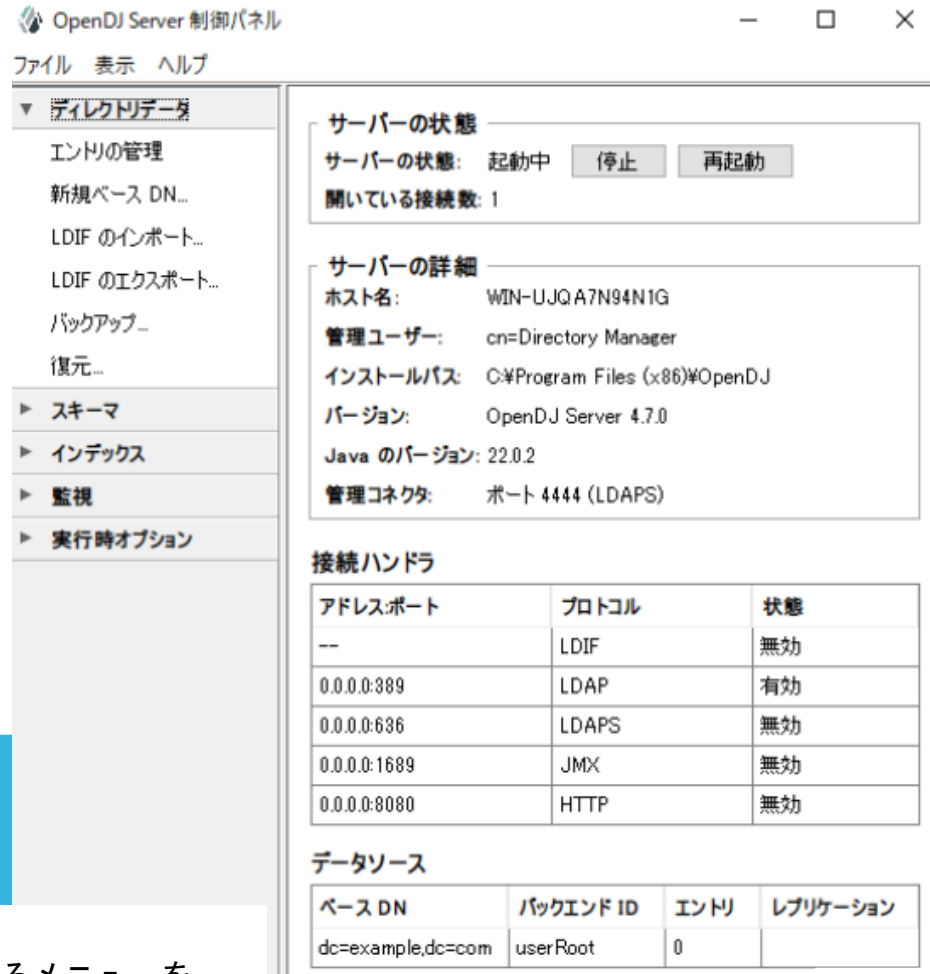 OpenDJ Server 制御パネル
ファイル 表示 ヘルプ
ディレクトリデータ
エントリの管理
新規ベース DN...
LDIF のインポート...
LDIF のエクスポート...
バックアップ...
復元...
スキーマ
インデックス
監視
実行時オプション
サーバーの状態
サーバーの状態: 起動中 停止 再起動
開いている接続数: 1
サーバーの詳細
ホスト名: WIN-UJQA7N94N1G
管理ユーザー: cn=Directory Manager
インストールパス: C:¥Program Files (x86)¥OpenDJ
バージョン: OpenDJ Server 4.7.0
Java のバージョン: 22.0.2
管理コネクタ: ポート 4444 (LDAPS)
接続ハンドラ
アドレス:ポート プロトコル 状態
-- LDIF 無効
0.0.0.0:389 LDAP 有効
0.0.0.0:636 LDAPS 無効
0.0.0.0:1689 JMX 無効
0.0.0.0:8080 HTTP 無効
データソース
ベース DN バックエンド ID エントリ レプリケーション
dc=example,dc=com userRoot 0